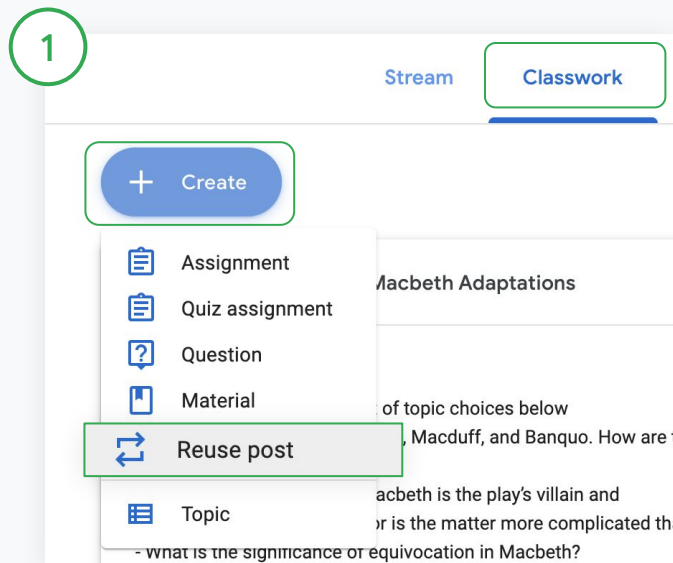 1
Stream Classwork
Create
Assignment
Macbeth Adaptations
Quiz assignment
Question
Material
of topic choices below
Reuse post
, Macduff, and Banquo. How are
acbeth is the play's villain and
Topic
or is the matter more complicated
- What is the significance of equivocation in Macbeth?